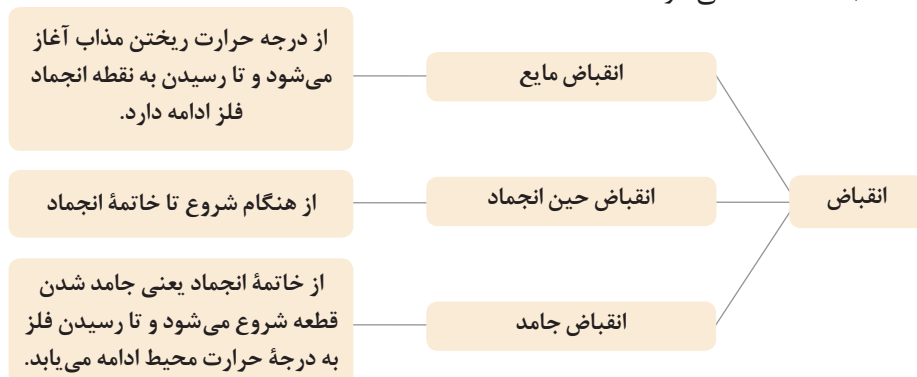 انقباض
انقباض مایع
از درجه حرارت ریختن مذاب آغاز
می‌شود و تا رسیدن به نقطه انجماد
فلز ادامه دارد.
انقباض حین انجماد
از هنگام شروع تا خاتمهٔ انجماد
انقباض جامد
از خاتمهٔ انجماد یعنی جامد شدن
قطعه شروع می‌شود و تا رسیدن فلز
به درجهٔ حرارت محیط ادامه می‌یابد.